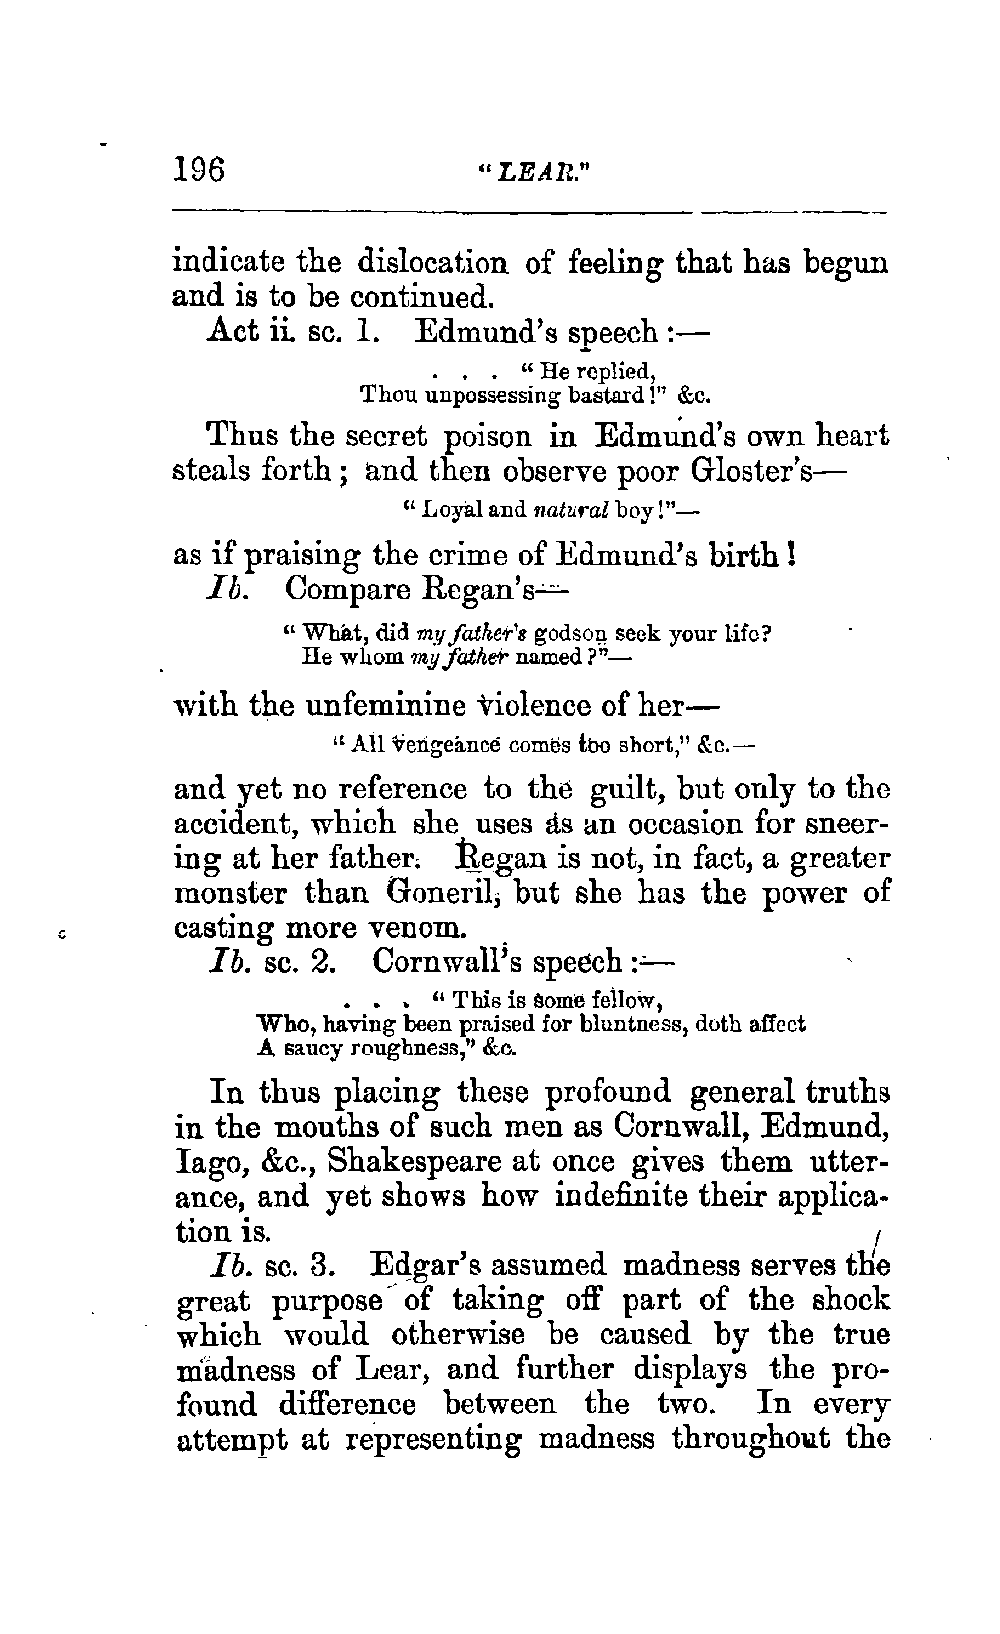 196 "LEAR."
indicate the dislocation of feeling that has begun
and is to be continued.
Act ii. sc. 1. Edmund's speech :—
. . . " He replied,
Thou unpossessing bastard !" &c.
Thus the secret poison in Edmund's own heart
steals forth ; and then observe poor Gloster's—
" Loyal and natural boy !"—
as if praising the crime of Edmund's birth !
Ib. Compare Regan's—
" What, did my father's godson seek your life?
He whom my father named ?"—
with the unfeminine violence of her—
" All vengeance comes too short," &c.—
and yet no reference to the guilt, but only to the
accident, which she uses as an occasion for sneer-
ing at her father. Regan is not, in fact, a greater
monster than Goneril, but she has the power of
casting more venom.
Ib. sc. 2. Cornwall's speech :—
. . . " This is some fellow,
Who, having been praised for bluntness, doth affect
A saucy roughness," &c.
In thus placing these profound general truths
in the mouths of such men as Cornwall, Edmund,
Iago, &c., Shakespeare at once gives them utter-
ance, and yet shows how indefinite their applica-
tion is.
Ib. sc. 3. Edgar's assumed madness serves the
great purpose of taking off part of the shock
which would otherwise be caused by the true
madness of Lear, and further displays the pro-
found difference between the two. In every
attempt at representing madness throughout the